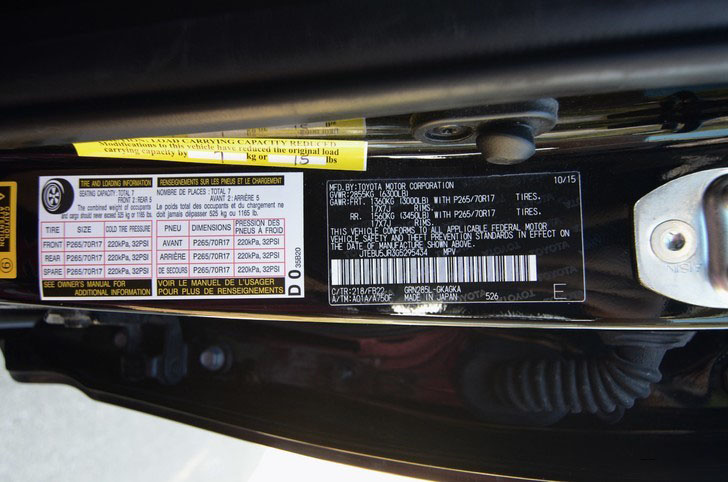 CAUTION: LOAD CARRYING CAPACITY REDUCED
Modifications to this vehicle have reduced the original load
carrying capacity by 7 kg or 15 lbs
TIRE AND LOADING INFORMATION
SEATING CAPACITY: TOTAL 7
FRONT 2: REAR 5
The combined weight of occupants
and cargo should never exceed 525 kg or 1165 lbs.
RENSEIGNEMENTS SUR LES PNEUS ET LE CHARGEMENT
NOMBRE DE PLACES : TOTAL 7
AVANT 2: ARRIÈRE 5
Le poids total des occupants et du chargement ne
doit jamais dépasser 525 kg ou 1165 lb.
TIRE SIZE COLD TIRE PRESSURE
FRONT P265/70R17 220kPa, 32PSI
REAR P265/70R17 220kPa, 32PSI
SPARE P265/70R17 220kPa, 32PSI
PNEU DIMENSIONS PRESSION DES PNEUS À FROID
AVANT P265/70R17 220kPa, 32PSI
ARRIÈRE P265/70R17 220kPa, 32PSI
DE SECOURS P265/70R17 220kPa, 32PSI
SEE OWNER'S MANUAL FOR
ADDITIONAL INFORMATION
VOIR LE MANUEL DE L'USAGER
POUR PLUS DE RENSEIGNEMENTS
D 0 35B20
MFD.BY:TOYOTA MOTOR CORPORATION 10/15
GVWR:2855KG (6300LB)
GAWR:FRT. 1360KG (3000LB) WITH P265/70R17 TIRES.
17X7J RIMS.
RR. 1560KG (3450LB) WITH P265/70R17 TIRES.
17X7J RIMS.
THIS VEHICLE CONFORMS TO ALL APPLICABLE FEDERAL MOTOR
VEHICLE SAFETY AND THEFT PREVENTION STANDARDS IN EFFECT ON
THE DATE OF MANUFACTURE SHOWN ABOVE.
JTEBU5JR305295434 MPV
C/TR:218/FB22 GRN285L-GKAGKA
A/TM:A01A/A750F MADE IN JAPAN 526 E